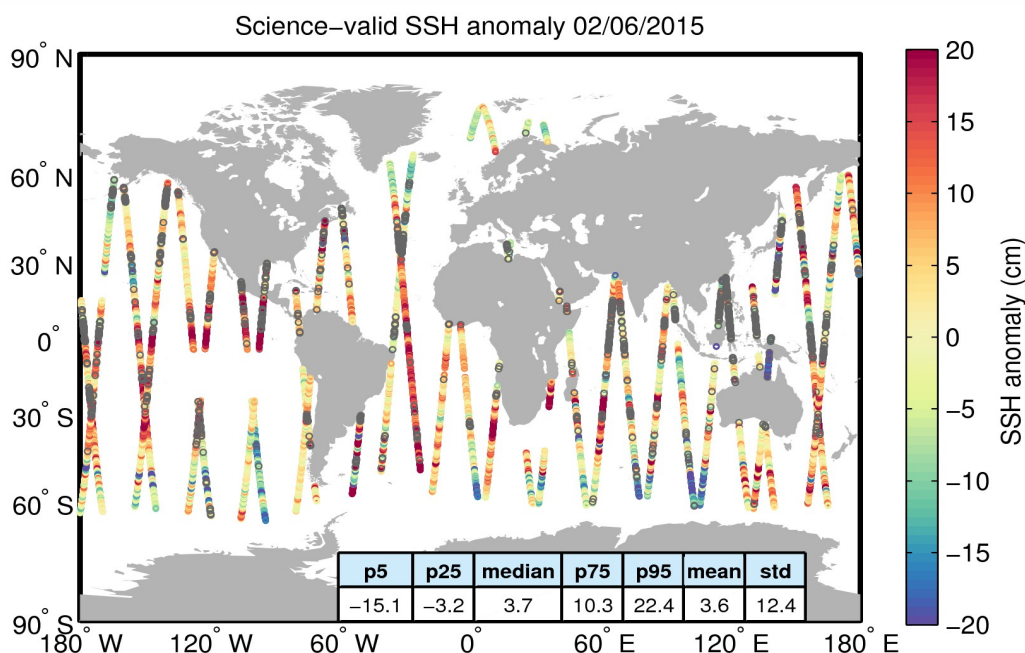 Science−valid SSH anomaly 02/06/2015
90° N
60° N
30° N
0°
30° S
60° S
90° S
180° W
120° W
60° W
0°
60° E
120° E
180° E
p5 p25 median p75 p95 mean std
−15.1 −3.2 3.7 10.3 22.4 3.6 12.4
20
15
10
5
0
−5
−10
−15
−20
SSH anomaly (cm)